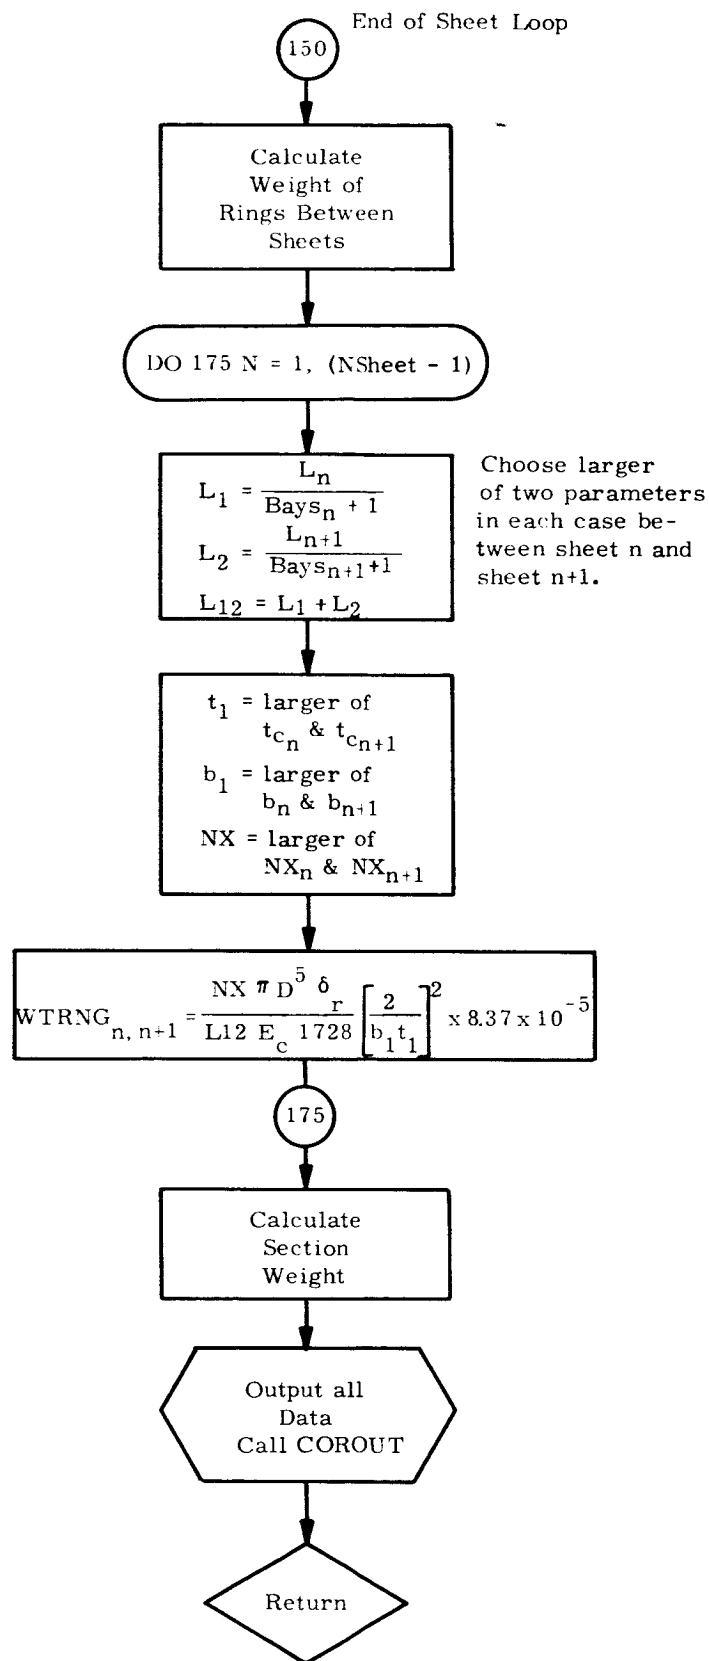 End of Sheet Loop
150
Calculate
Weight of
Rings Between
Sheets
DO 175 N = 1, (NSheet - 1)
L₁ = Lₙ / Baysₙ + 1
L₂ = Lₙ₊₁ / Baysₙ₊₁ +1
L₁₂ = L₁ + L₂
Choose larger
of two parameters
in each case be-
tween sheet n and
sheet n+1.
t₁ = larger of
t_cₙ & t_cₙ₊₁
b₁ = larger of
bₙ & bₙ₊₁
NX = larger of
NXₙ & NXₙ₊₁
WTRNG n, n+1 = NX π D⁵ δᵣ / L12 E_c 1728 [2 / b₁t₁]² x 8.37 x 10⁻⁵
175
Calculate
Section
Weight
Output all
Data
Call COROUT
Return